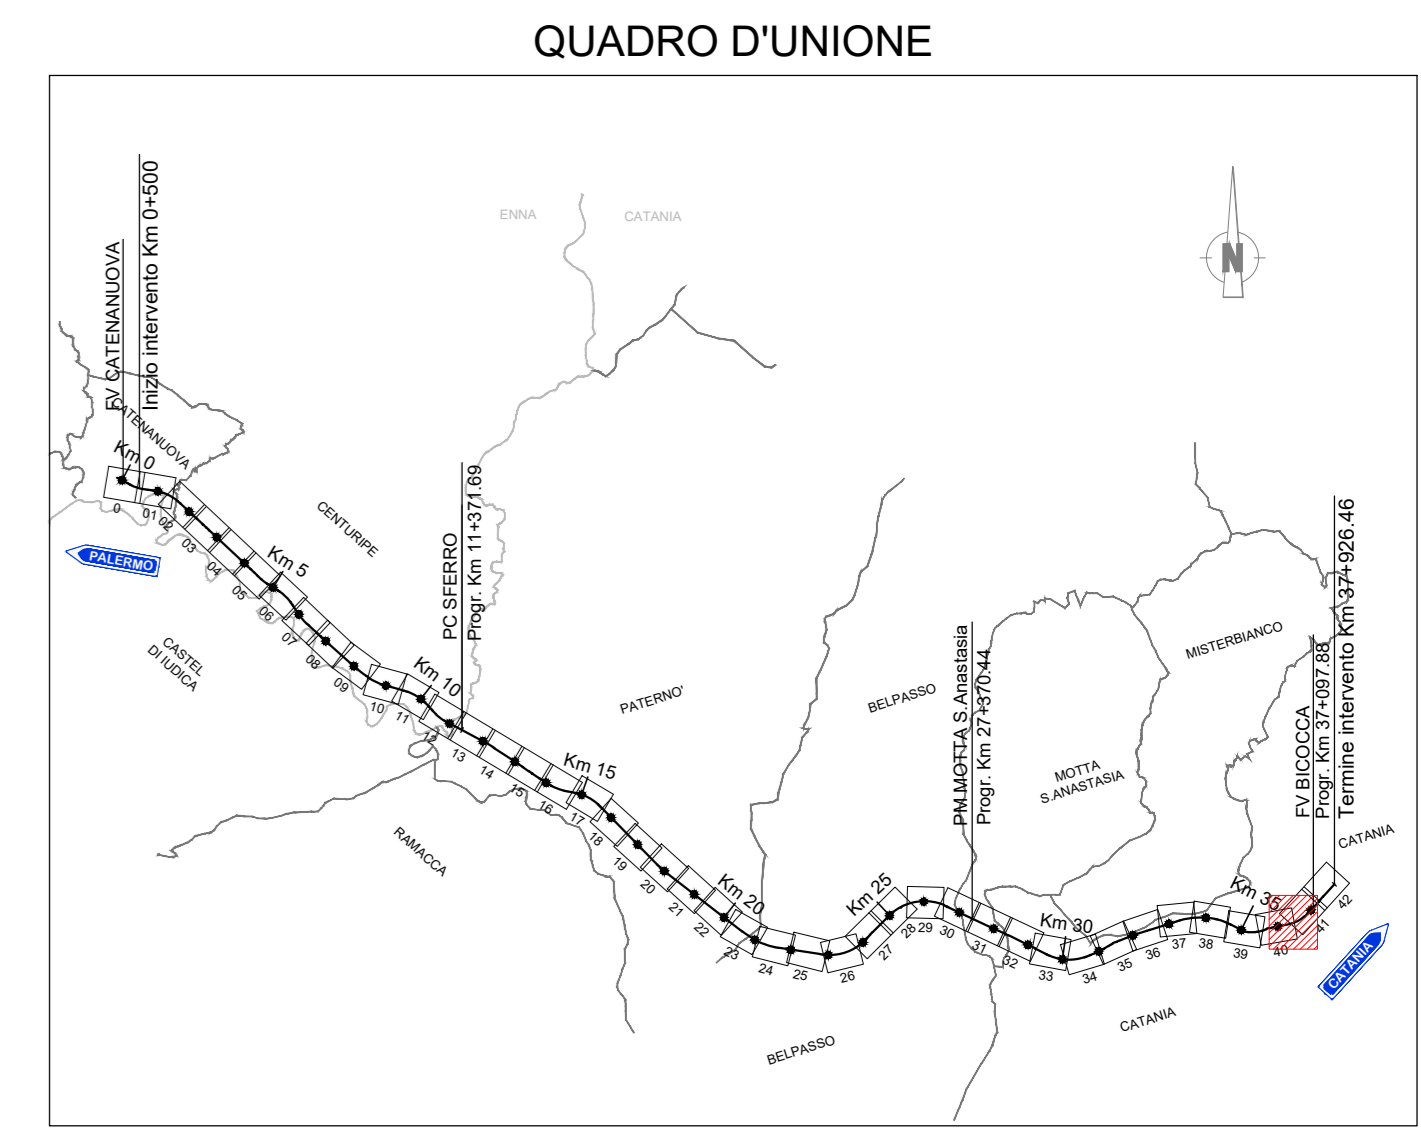 QUADRO D'UNIONE
ENNA
CATANIA
N
FV CATENANUOVA
Inizio intervento Km 0+500
CATENANUOVA
Km 0
0
01
02
03
04
05
06
07
08
09
10
11
12
13
14
15
16
17
18
19
20
21
22
23
24
25
26
27
28
29
30
31
32
33
34
35
36
37
38
39
40
41
42
PALERMO
CENTURIPE
Km 5
CASTEL
DI IUDICA
Km 10
PC SFERRO
Progr. Km 11+371.69
Km 15
RAMACCA
PATERNO'
Km 20
Km 25
BELPASSO
BELPASSO
PM MOTTA S.Anastasia
Progr. Km 27+370.44
Km 30
MOTTA
S.ANASTASIA
MISTERBIANCO
Km 35
FV BICOCCA
Progr. Km 37+097.88
Termine intervento Km 37+926.46
CATANIA
CATANIA
CATANIA